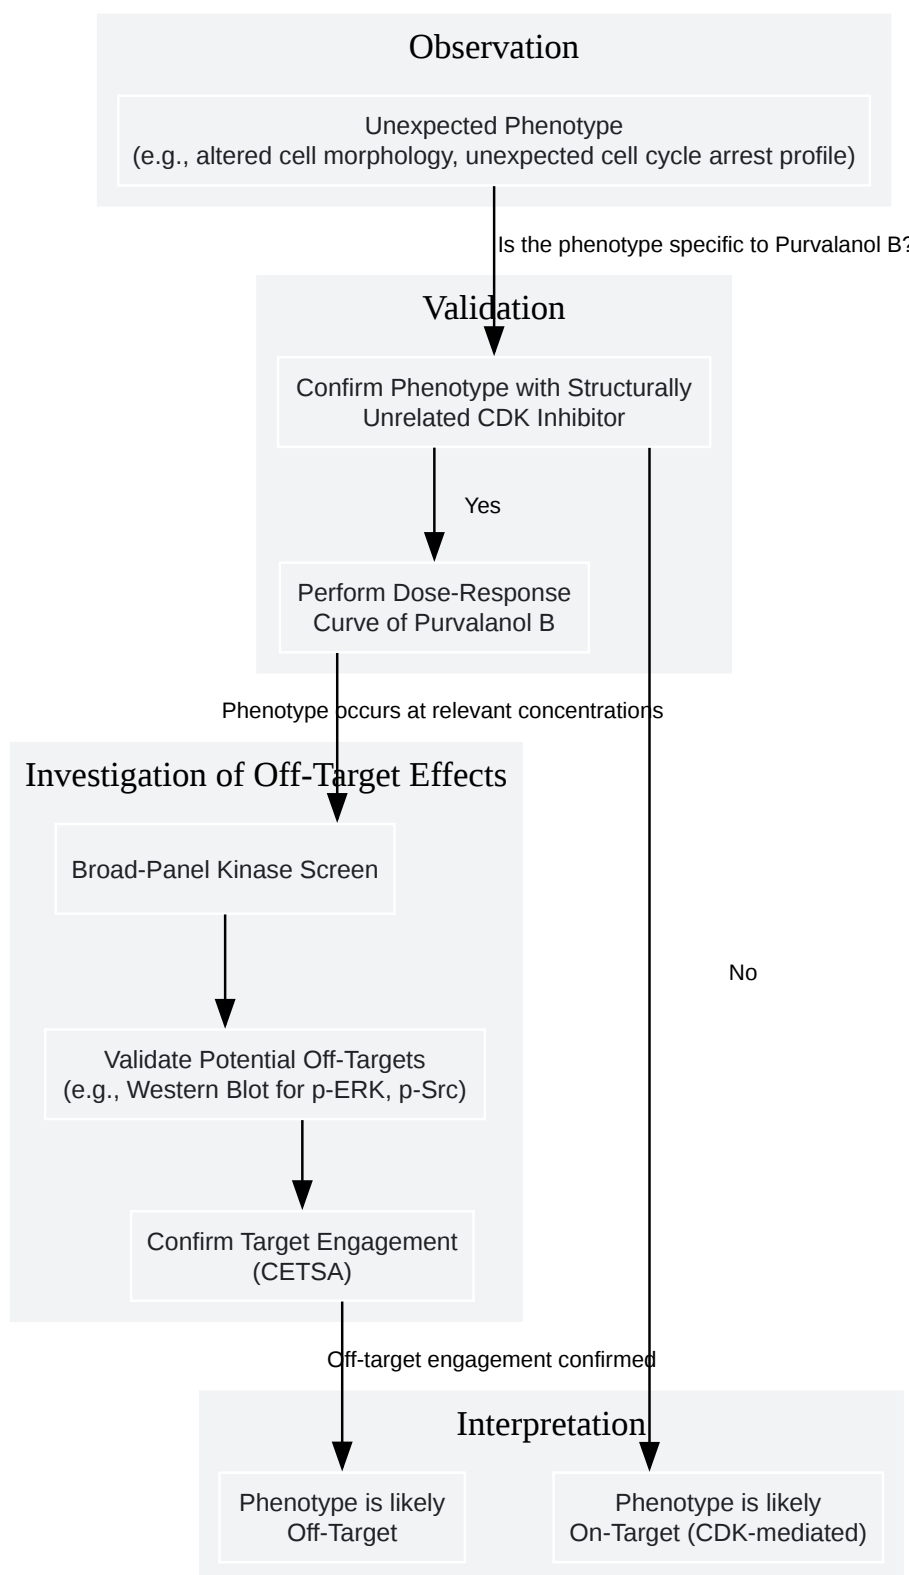 Observation
Unexpected Phenotype
(e.g., altered cell morphology, unexpected cell cycle arrest profile)
Is the phenotype specific to Purvalanol B?
Validation
Confirm Phenotype with Structurally
Unrelated CDK Inhibitor
Yes
Perform Dose-Response
Curve of Purvalanol B
Phenotype occurs at relevant concentrations
Investigation of Off-Target Effects
Broad-Panel Kinase Screen
No
Validate Potential Off-Targets
(e.g., Western Blot for p-ERK, p-Src)
Confirm Target Engagement
(CETSA)
Off-target engagement confirmed
Interpretation
Phenotype is likely
Off-Target
Phenotype is likely
On-Target (CDK-mediated)